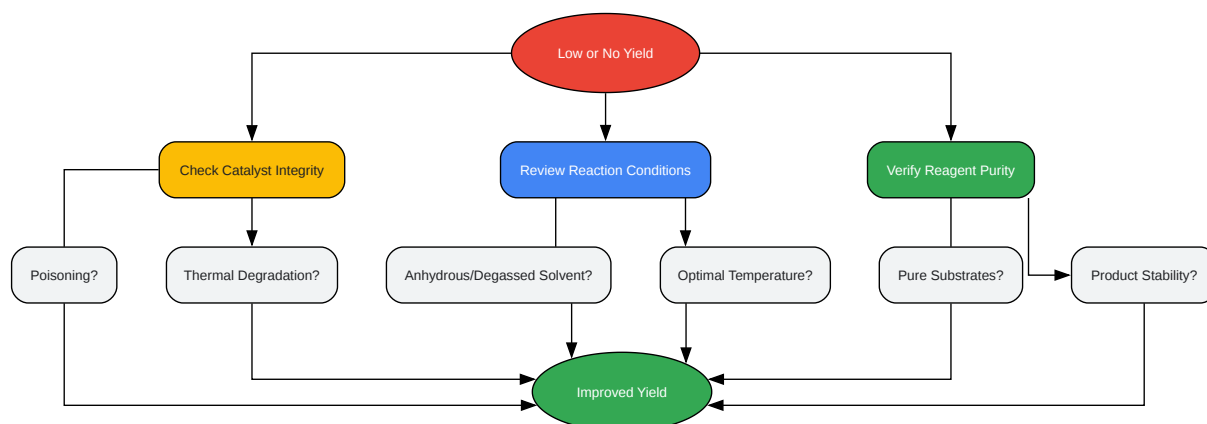 Low or No Yield
Check Catalyst Integrity
Review Reaction Conditions
Verify Reagent Purity
Poisoning?
Thermal Degradation?
Anhydrous/Degassed Solvent?
Optimal Temperature?
Pure Substrates?
Product Stability?
Improved Yield